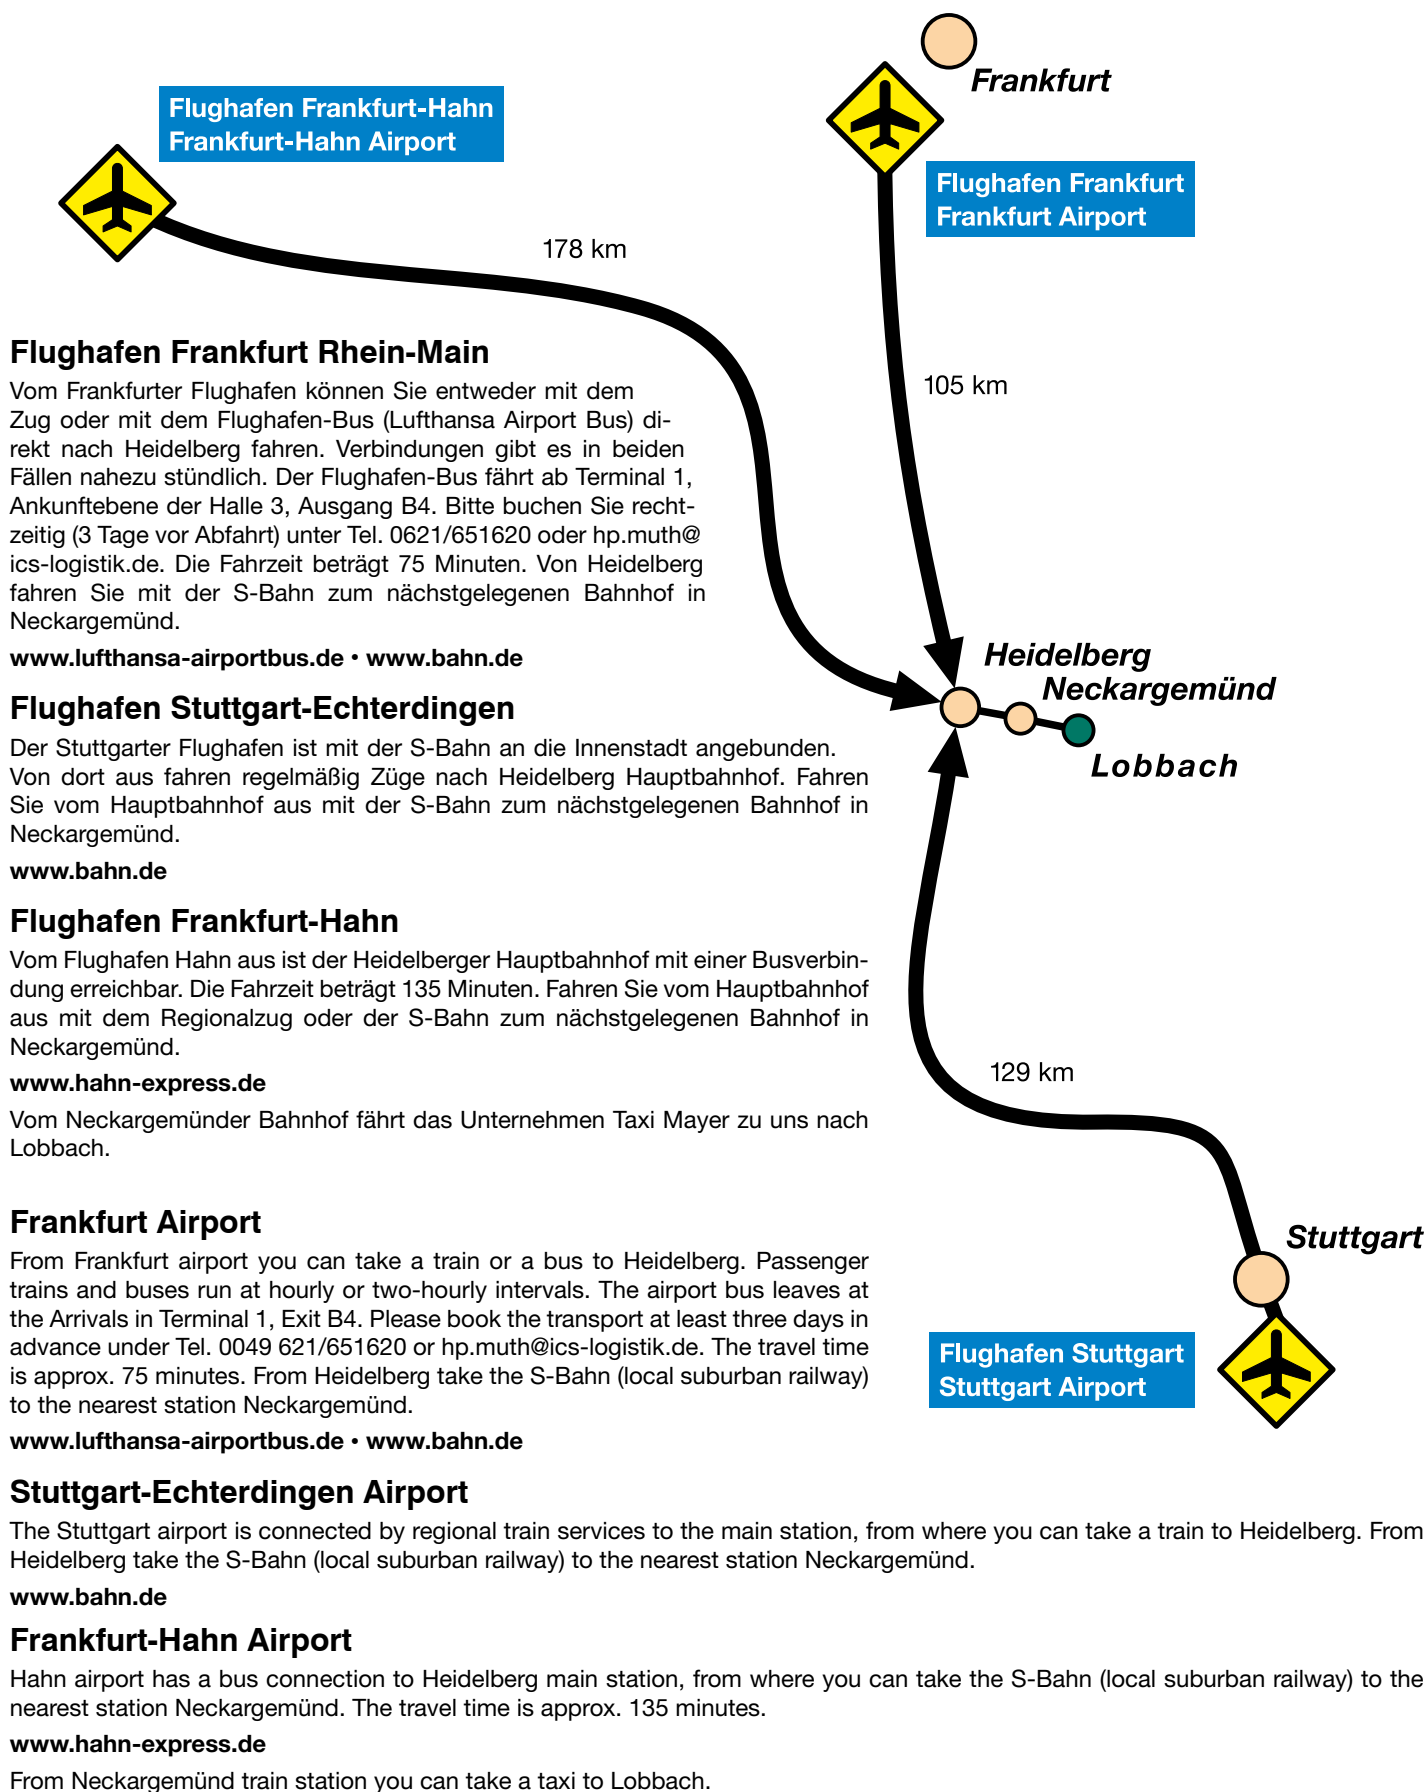 Frankfurt
Flughafen Frankfurt-Hahn
Frankfurt-Hahn Airport
Flughafen Frankfurt
Frankfurt Airport
178 km
105 km
Flughafen Frankfurt Rhein-Main
Vom Frankfurter Flughafen können Sie entweder mit dem
Zug oder mit dem Flughafen-Bus (Lufthansa Airport Bus) di-
rekt nach Heidelberg fahren. Verbindungen gibt es in beiden
Fällen nahezu stündlich. Der Flughafen-Bus fährt ab Terminal 1,
Ankunftebene der Halle 3, Ausgang B4. Bitte buchen Sie recht-
zeitig (3 Tage vor Abfahrt) unter Tel. 0621/651620 oder hp.muth@
ics-logistik.de. Die Fahrzeit beträgt 75 Minuten. Von Heidelberg
fahren Sie mit der S-Bahn zum nächstgelegenen Bahnhof in
Neckargemünd.
www.lufthansa-airportbus.de • www.bahn.de
Heidelberg
Neckargemünd
Lobbach
Flughafen Stuttgart-Echterdingen
Der Stuttgarter Flughafen ist mit der S-Bahn an die Innenstadt angebunden.
Von dort aus fahren regelmäßig Züge nach Heidelberg Hauptbahnhof. Fahren
Sie vom Hauptbahnhof aus mit der S-Bahn zum nächstgelegenen Bahnhof in
Neckargemünd.
www.bahn.de
Flughafen Frankfurt-Hahn
Vom Flughafen Hahn aus ist der Heidelberger Hauptbahnhof mit einer Busverbin-
dung erreichbar. Die Fahrzeit beträgt 135 Minuten. Fahren Sie vom Hauptbahnhof
aus mit dem Regionalzug oder der S-Bahn zum nächstgelegenen Bahnhof in
Neckargemünd.
www.hahn-express.de
Vom Neckargemünder Bahnhof fährt das Unternehmen Taxi Mayer zu uns nach
Lobbach.
129 km
Stuttgart
Flughafen Stuttgart
Stuttgart Airport
Frankfurt Airport
From Frankfurt airport you can take a train or a bus to Heidelberg. Passenger
trains and buses run at hourly or two-hourly intervals. The airport bus leaves at
the Arrivals in Terminal 1, Exit B4. Please book the transport at least three days in
advance under Tel. 0049 621/651620 or hp.muth@ics-logistik.de. The travel time
is approx. 75 minutes. From Heidelberg take the S-Bahn (local suburban railway)
to the nearest station Neckargemünd.
www.lufthansa-airportbus.de • www.bahn.de
Stuttgart-Echterdingen Airport
The Stuttgart airport is connected by regional train services to the main station, from where you can take a train to Heidelberg. From
Heidelberg take the S-Bahn (local suburban railway) to the nearest station Neckargemünd.
www.bahn.de
Frankfurt-Hahn Airport
Hahn airport has a bus connection to Heidelberg main station, from where you can take the S-Bahn (local suburban railway) to the
nearest station Neckargemünd. The travel time is approx. 135 minutes.
www.hahn-express.de
From Neckargemünd train station you can take a taxi to Lobbach.